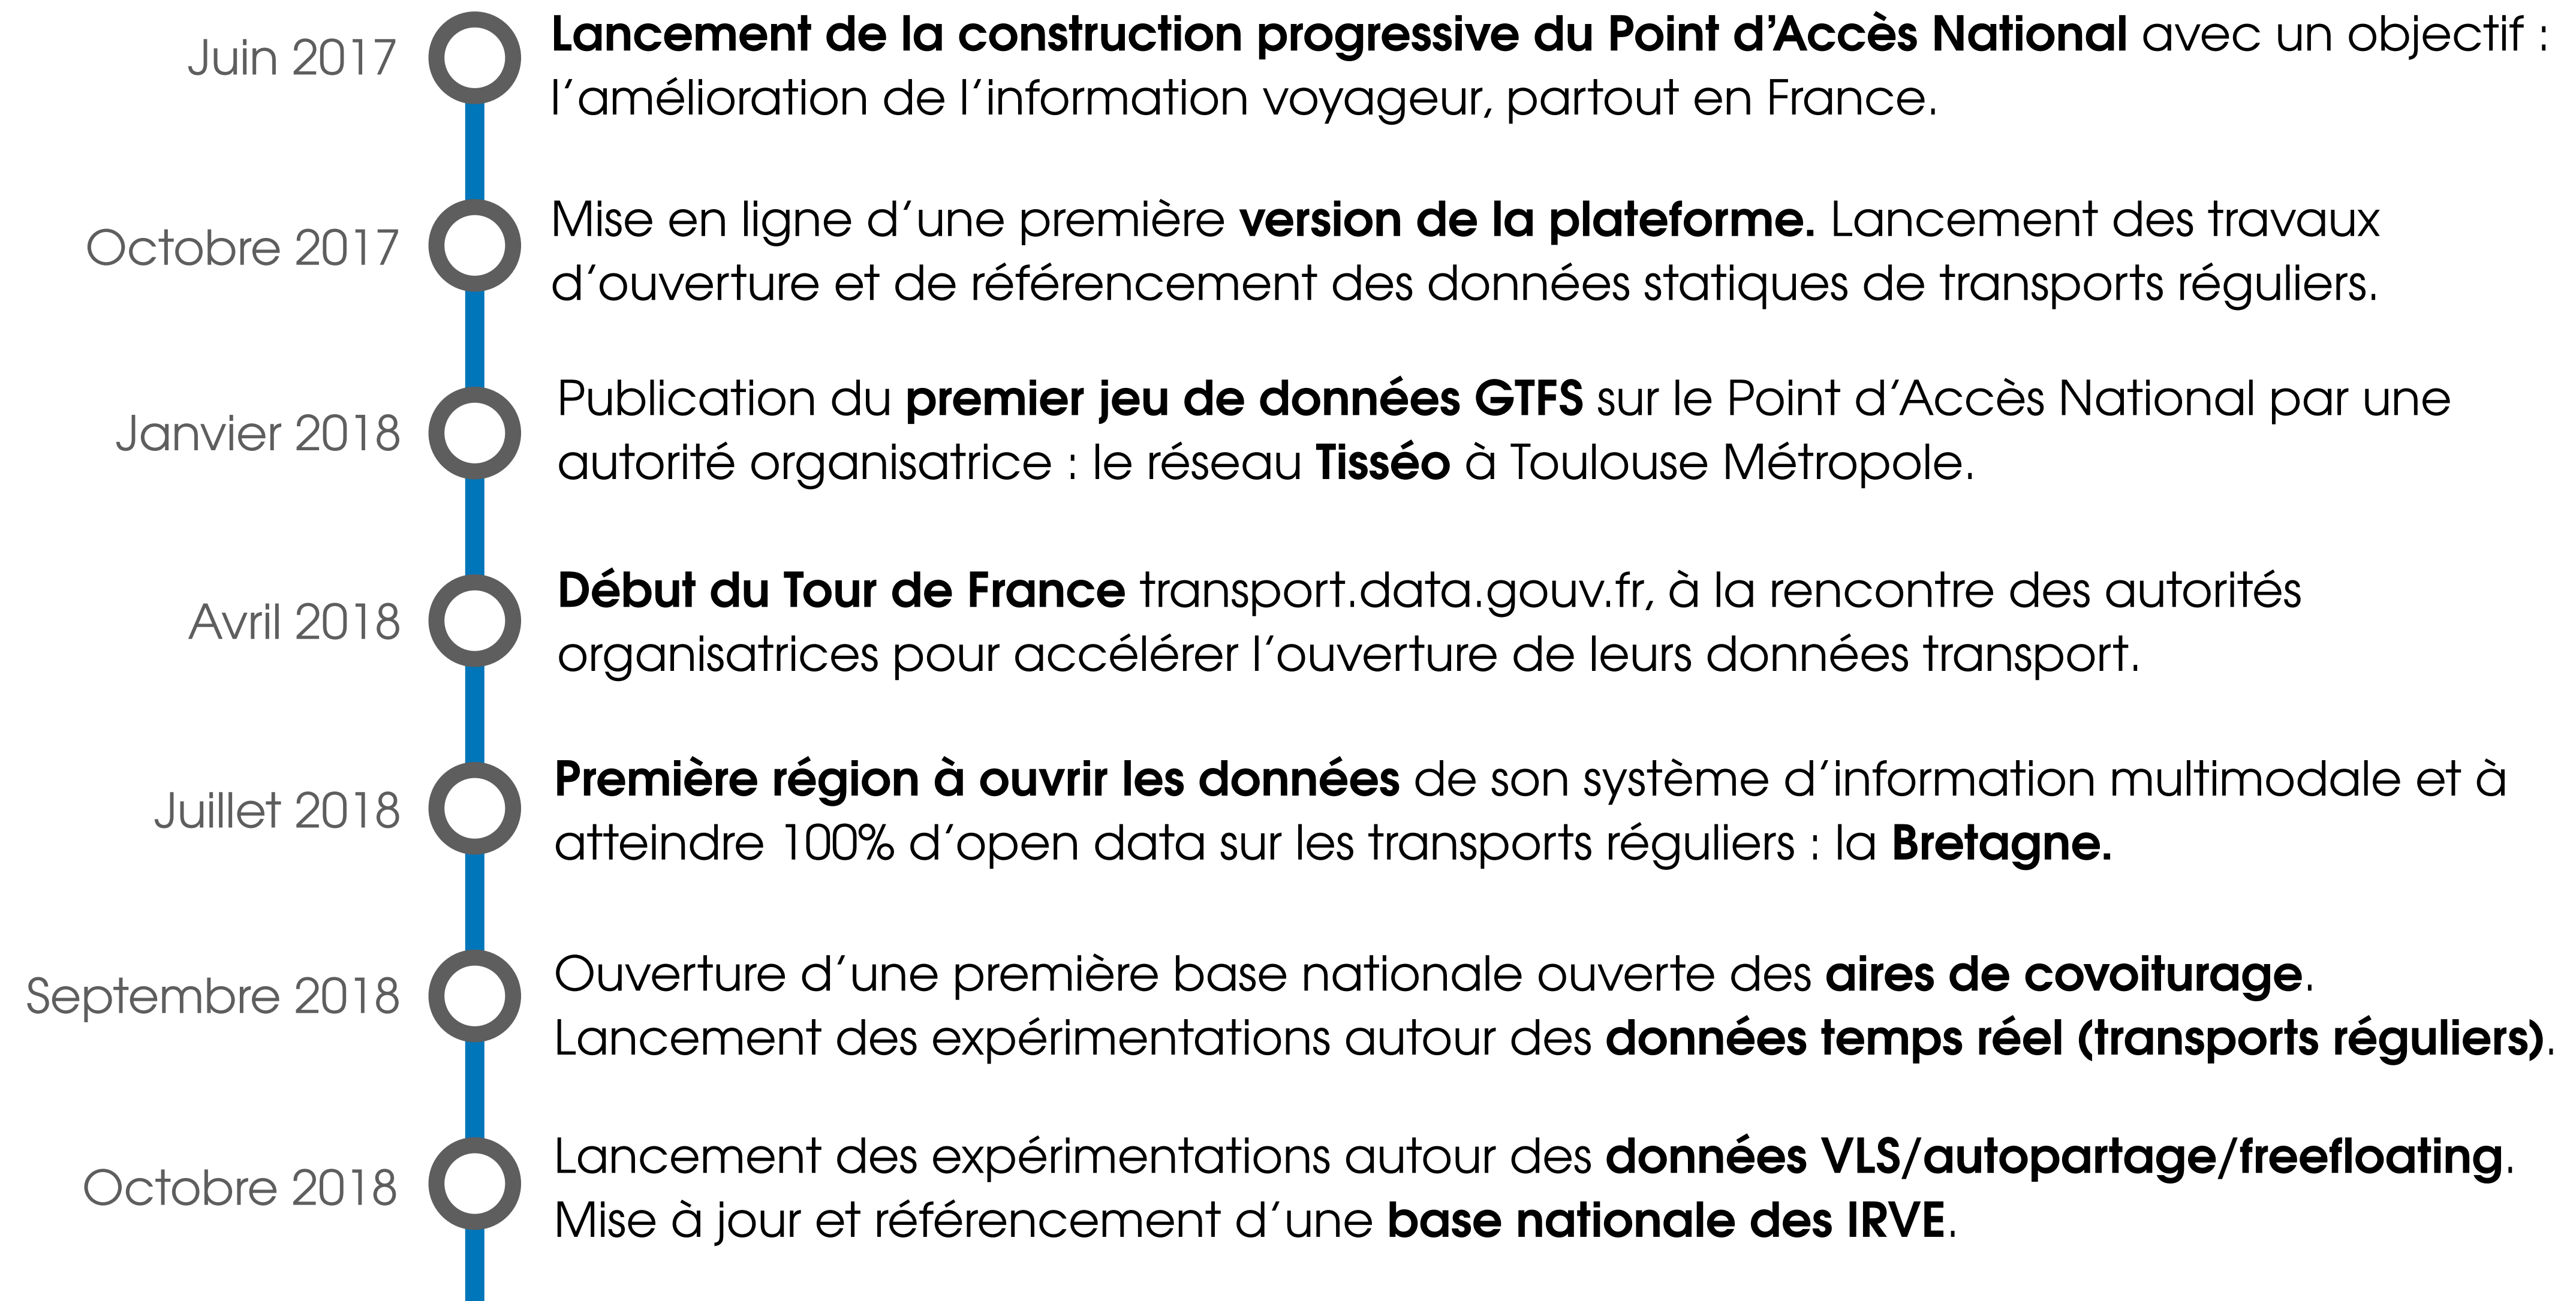 Juin 2017
Lancement de la construction progressive du Point d’Accès National avec un objectif :
l’amélioration de l’information voyageur, partout en France.
Octobre 2017
Mise en ligne d’une première version de la plateforme. Lancement des travaux
d’ouverture et de référencement des données statiques de transports réguliers.
Janvier 2018
Publication du premier jeu de données GTFS sur le Point d’Accès National par une
autorité organisatrice : le réseau Tisséo à Toulouse Métropole.
Avril 2018
Début du Tour de France transport.data.gouv.fr, à la rencontre des autorités
organisatrices pour accélérer l’ouverture de leurs données transport.
Juillet 2018
Première région à ouvrir les données de son système d’information multimodale et à
atteindre 100% d’open data sur les transports réguliers : la Bretagne.
Septembre 2018
Ouverture d’une première base nationale ouverte des aires de covoiturage.
Lancement des expérimentations autour des données temps réel (transports réguliers).
Octobre 2018
Lancement des expérimentations autour des données VLS/autopartage/freefloating.
Mise à jour et référencement d’une base nationale des IRVE.